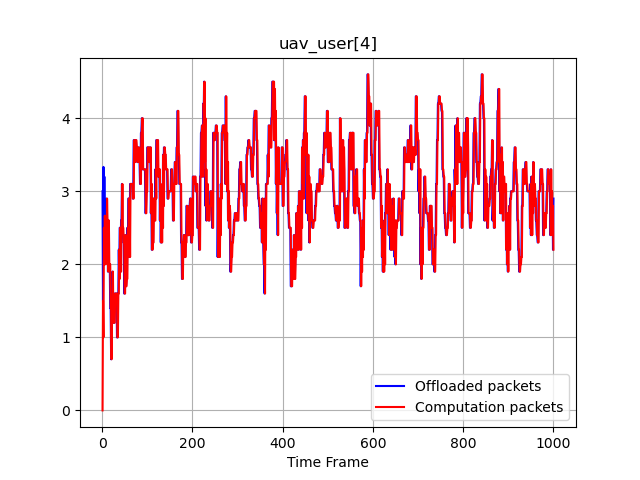 uav_user[4]
4
3
2
1
0
Offloaded packets
Computation packets
0 200 400 600 800 1000
Time Frame